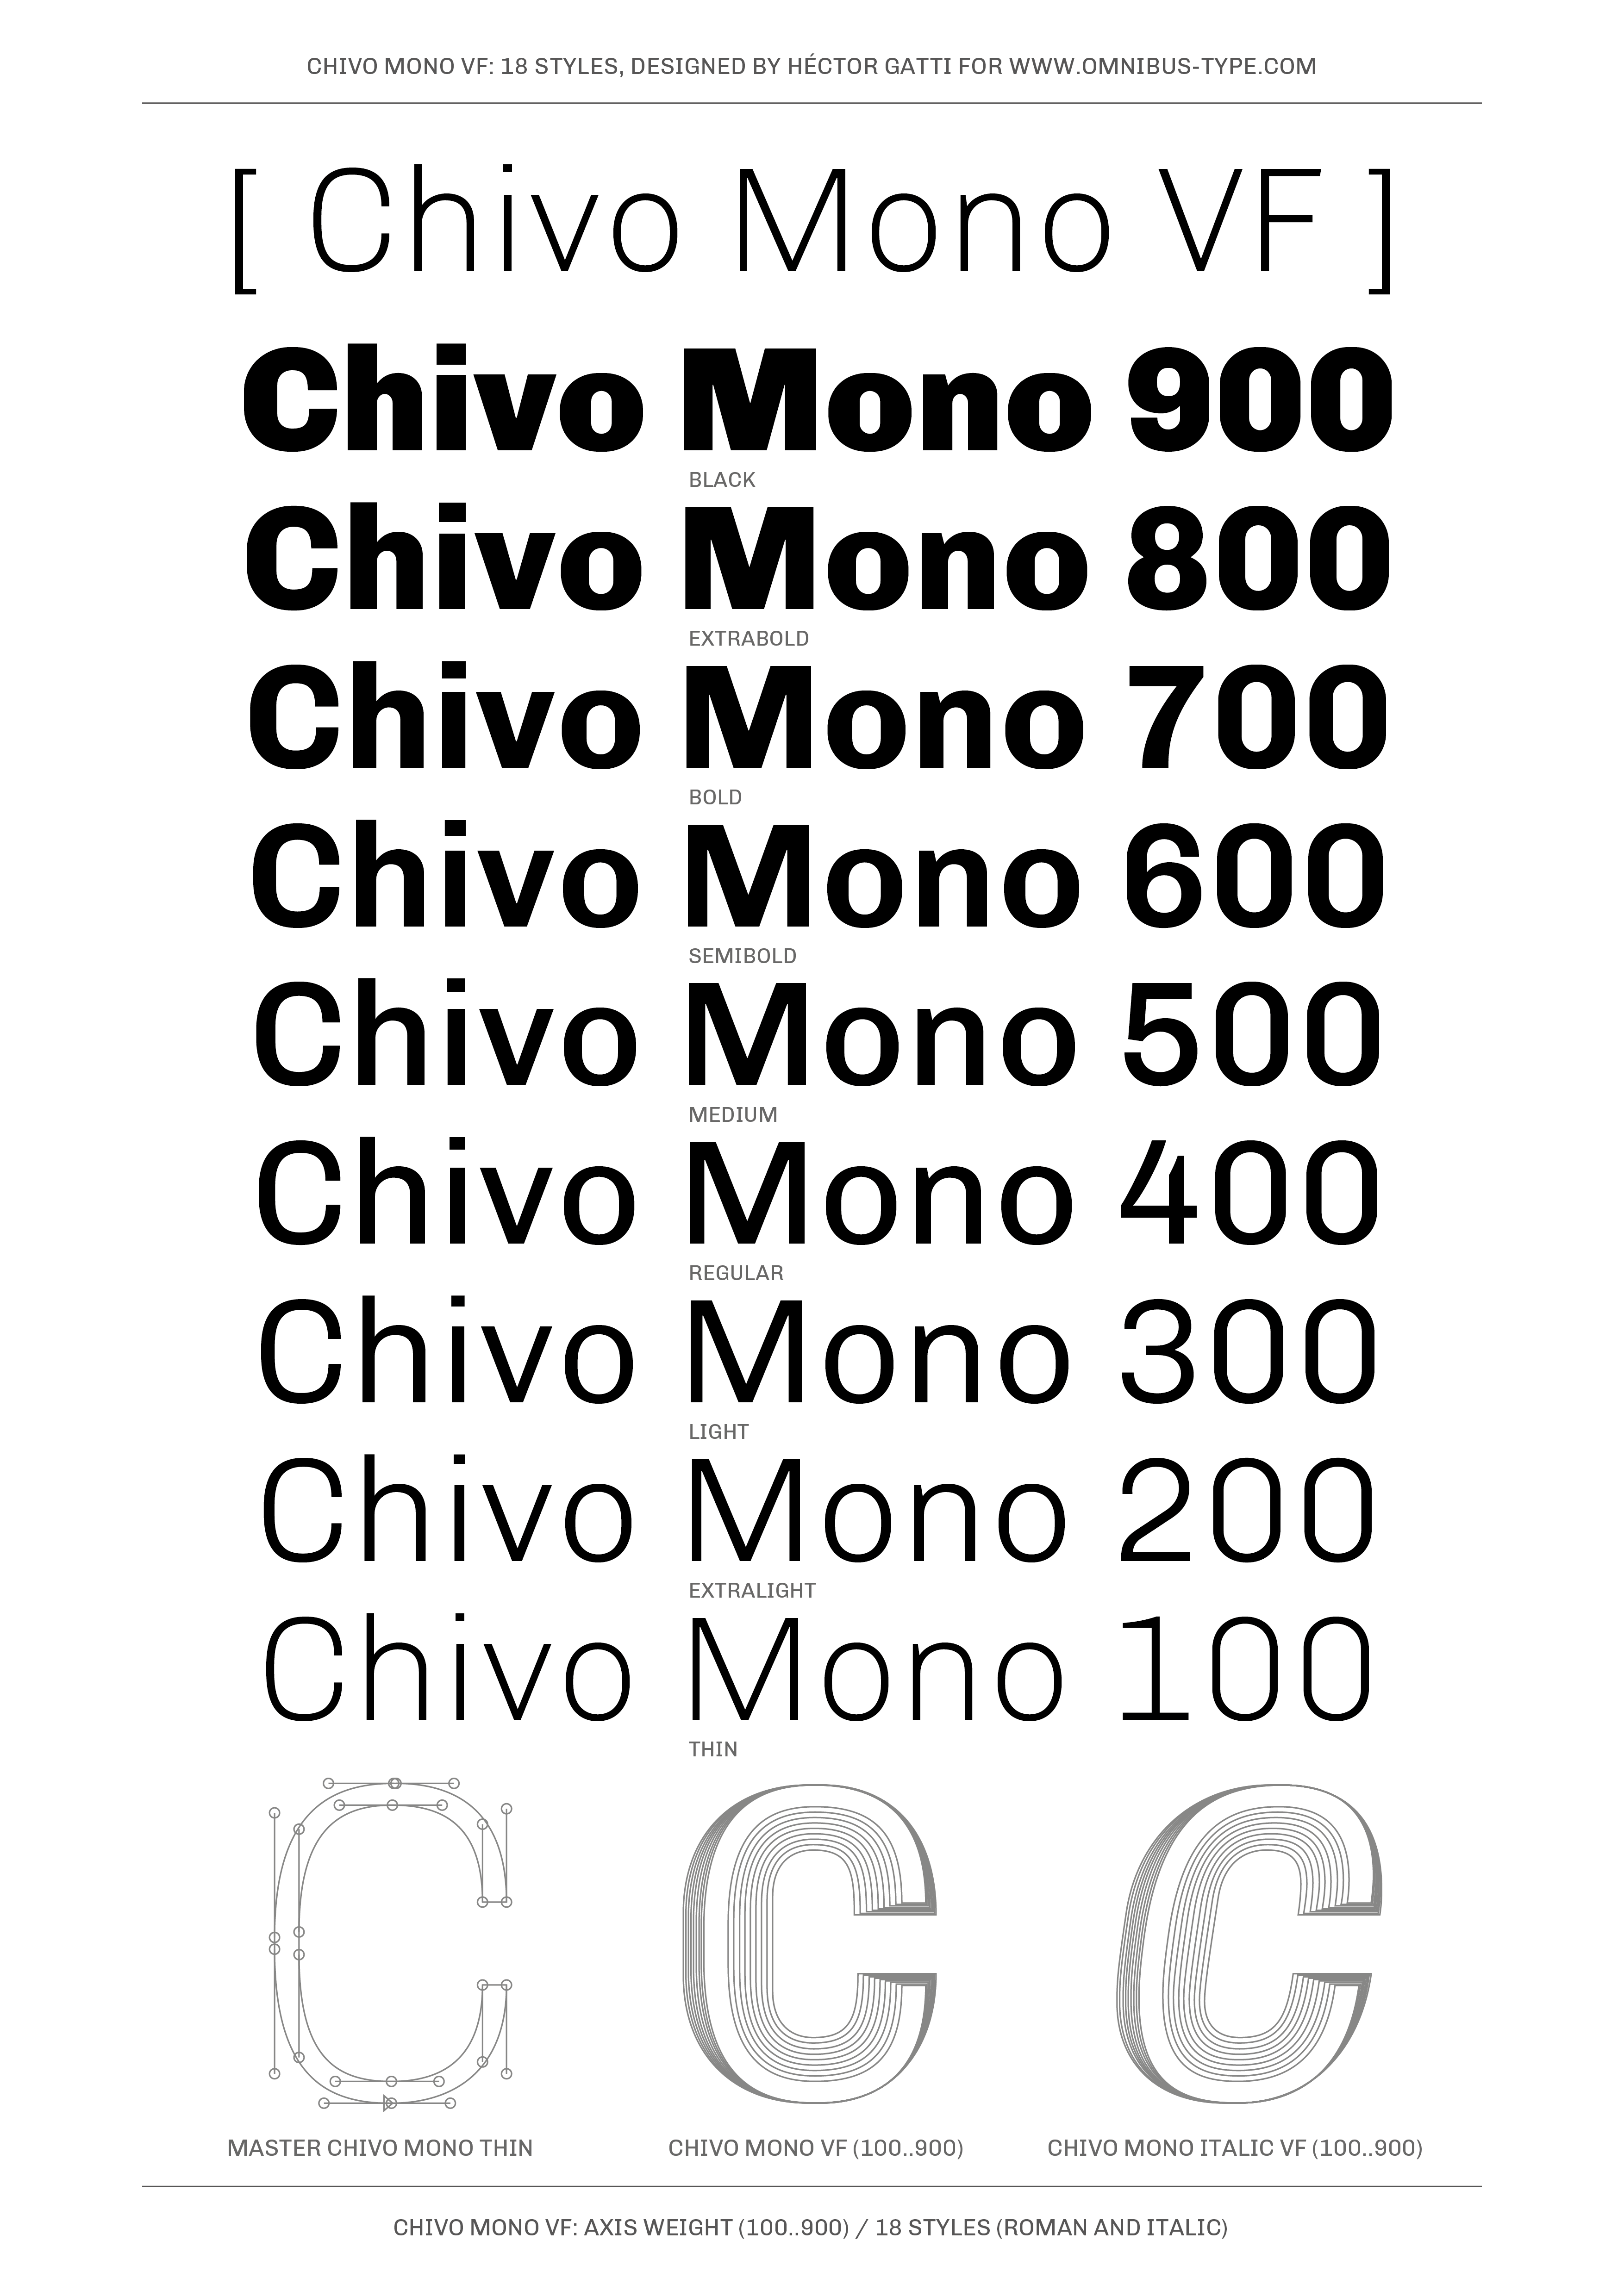 CHIVO MONO VF: 18 STYLES, DESIGNED BY HÉCTOR GATTI FOR WWW.OMNIBUS-TYPE.COM
[ Chivo Mono VF ]
Chivo Mono 900
BLACK
Chivo Mono 800
EXTRABOLD
Chivo Mono 700
BOLD
Chivo Mono 600
SEMIBOLD
Chivo Mono 500
MEDIUM
Chivo Mono 400
REGULAR
Chivo Mono 300
LIGHT
Chivo Mono 200
EXTRALIGHT
Chivo Mono 100
THIN
C C C
MASTER CHIVO MONO THIN CHIVO MONO VF (100..900) CHIVO MONO ITALIC VF (100..900)
CHIVO MONO VF: AXIS WEIGHT (100..900) / 18 STYLES (ROMAN AND ITALIC)